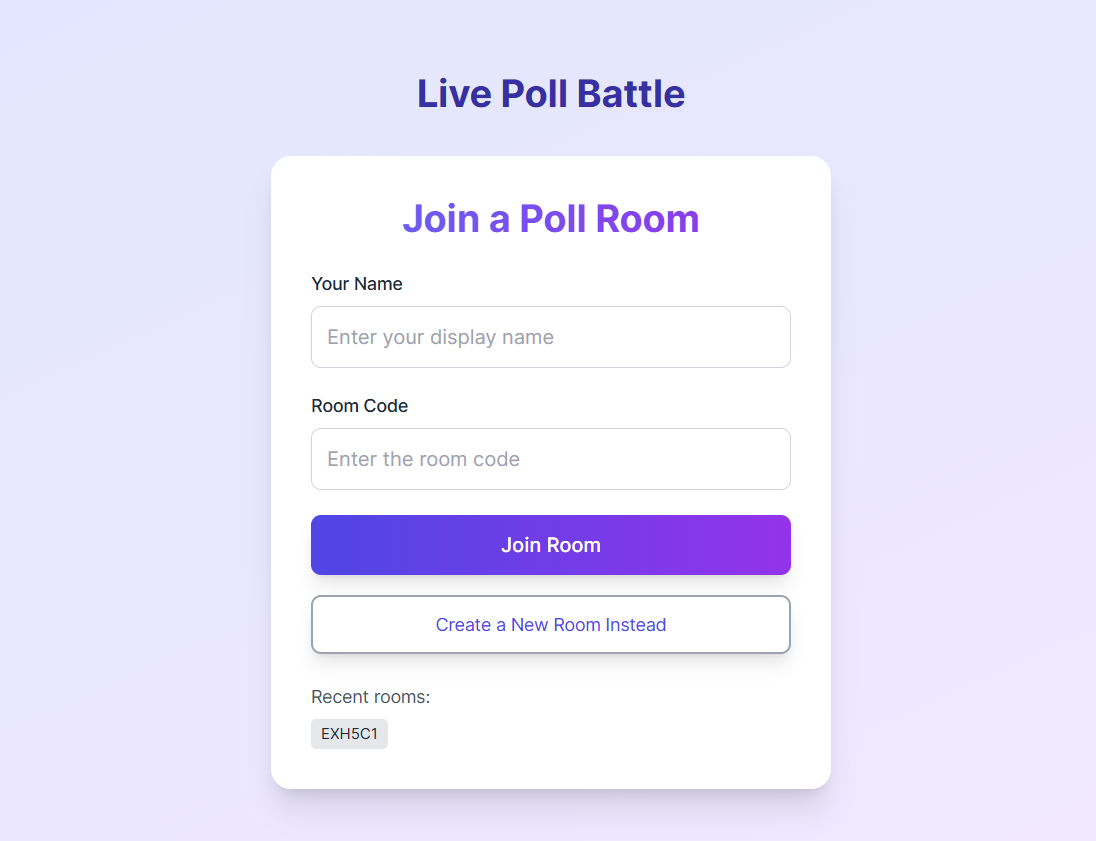 Live Poll Battle
Join a Poll Room
Your Name
Enter your display name
Room Code
Enter the room code
Join Room
Create a New Room Instead
Recent rooms:
EXH5C1